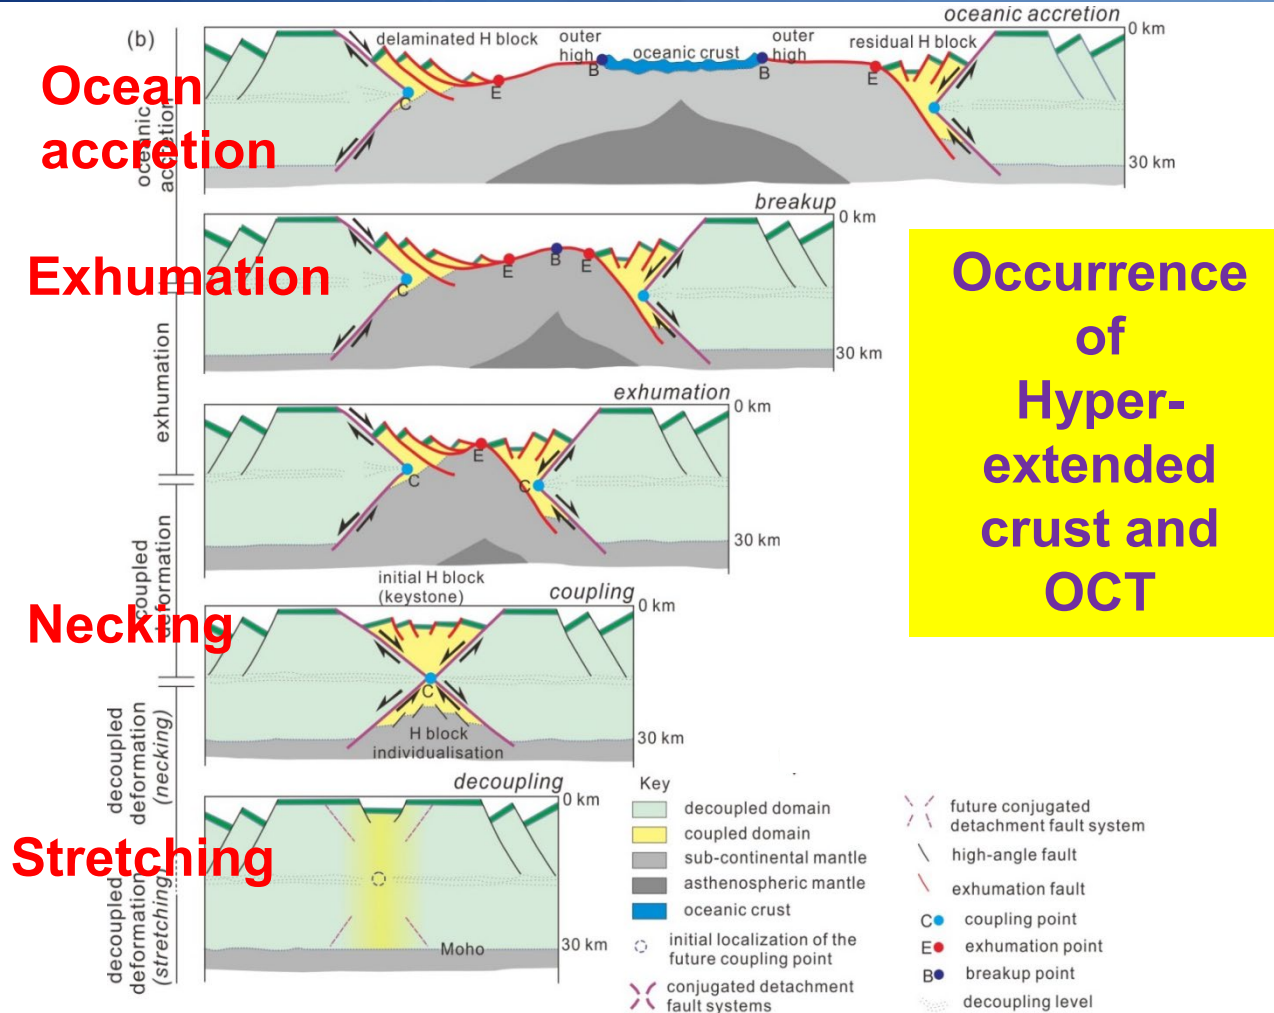 (b)
oceanic accretion
0 km
delaminated H block
outer
high
oceanic crust
outer
high
residual H block
B
B
E
E
C
30 km
Ocean
accretion
oceanic
accretion
breakup
0 km
E
B
E
C
30 km
Exhumation
exhumation
exhumation
0 km
E
C
C
30 km
initial H block
(keystone)
coupling
0 km
C
H block
individualisation
30 km
Necking
coupled
deformation
decoupled
deformation
(necking)
decoupling
0 km
Moho
30 km
Stretching
decoupled
deformation
(stretching)
Occurrence
of
Hyper-
extended
crust and
OCT
Key
decoupled domain
coupled domain
sub-continental mantle
asthenospheric mantle
oceanic crust
initial localization of the
future coupling point
conjugated detachment
fault systems
future conjugated
detachment fault system
high-angle fault
exhumation fault
C coupling point
E exhumation point
B breakup point
decoupling level